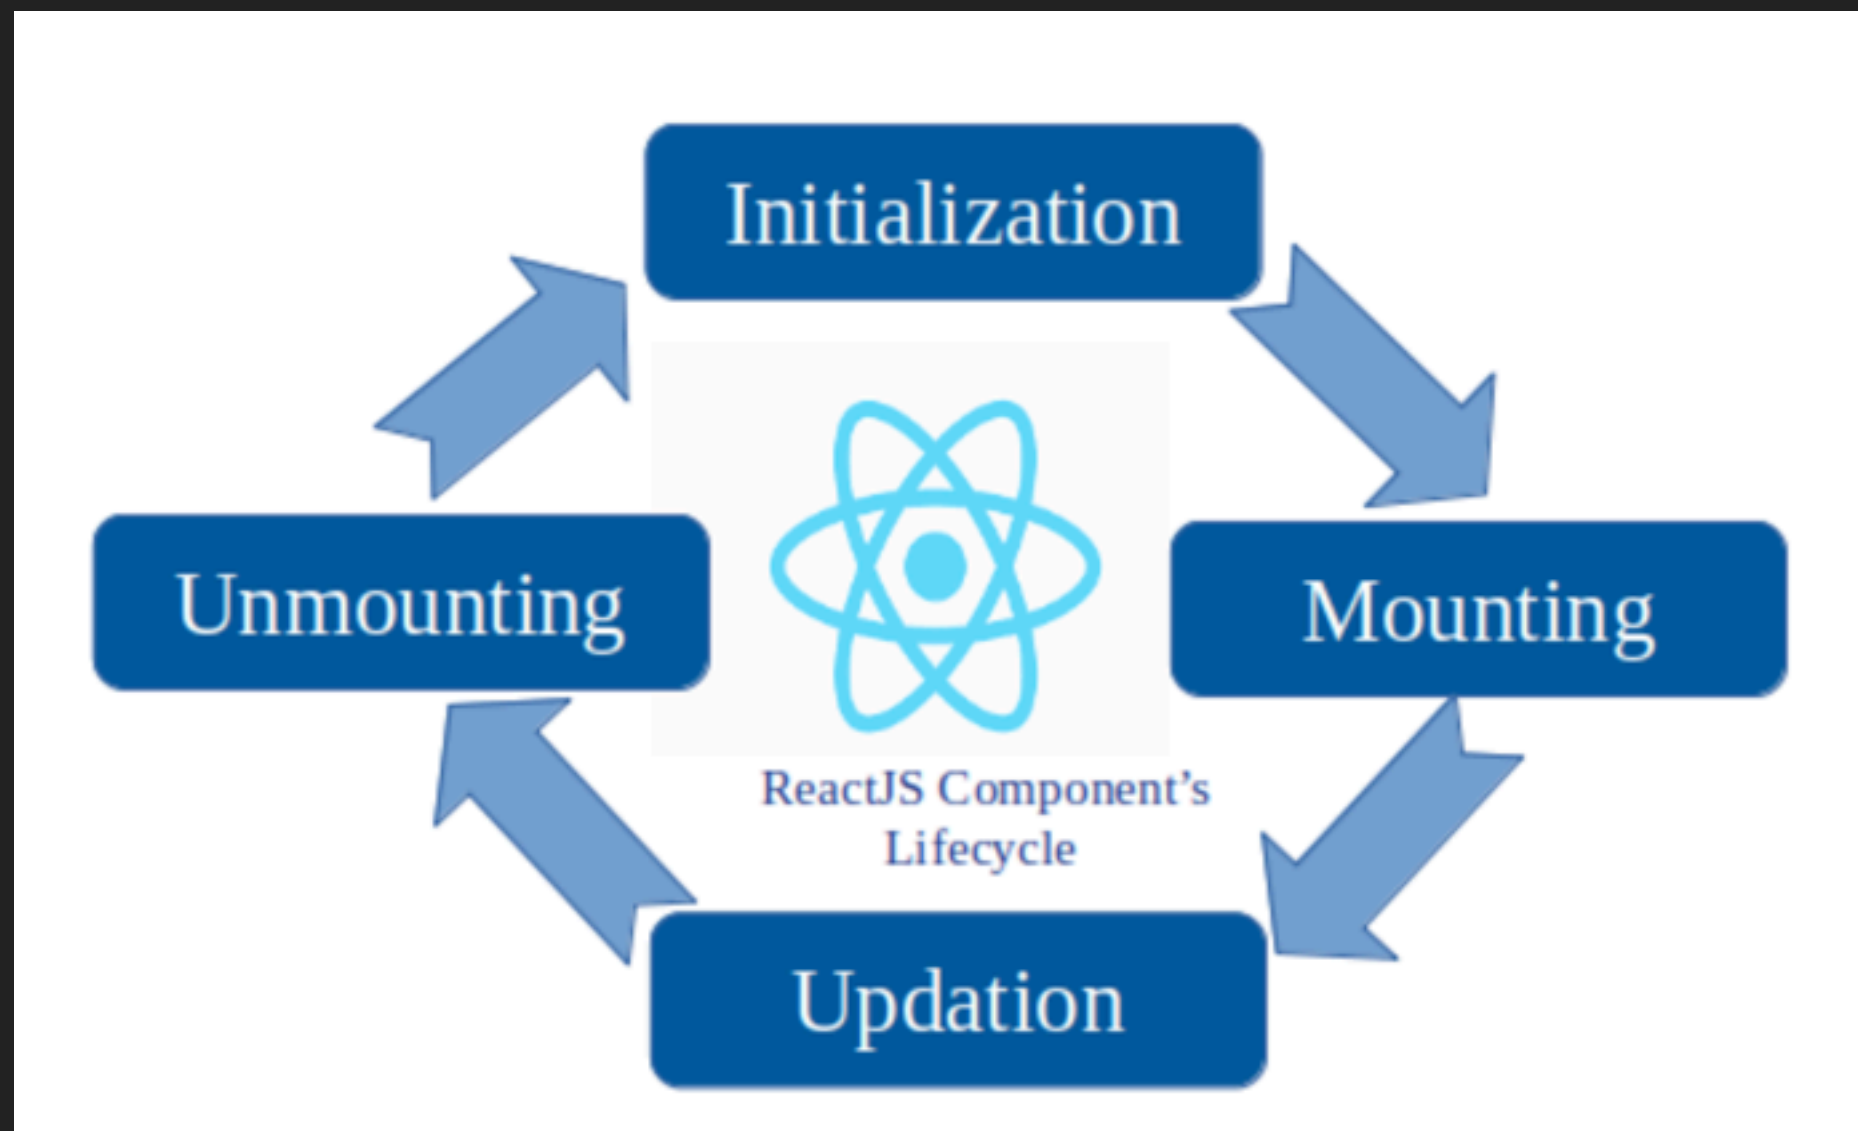 Initialization
Unmounting
Mounting
ReactJS Component’s
Lifecycle
Updation